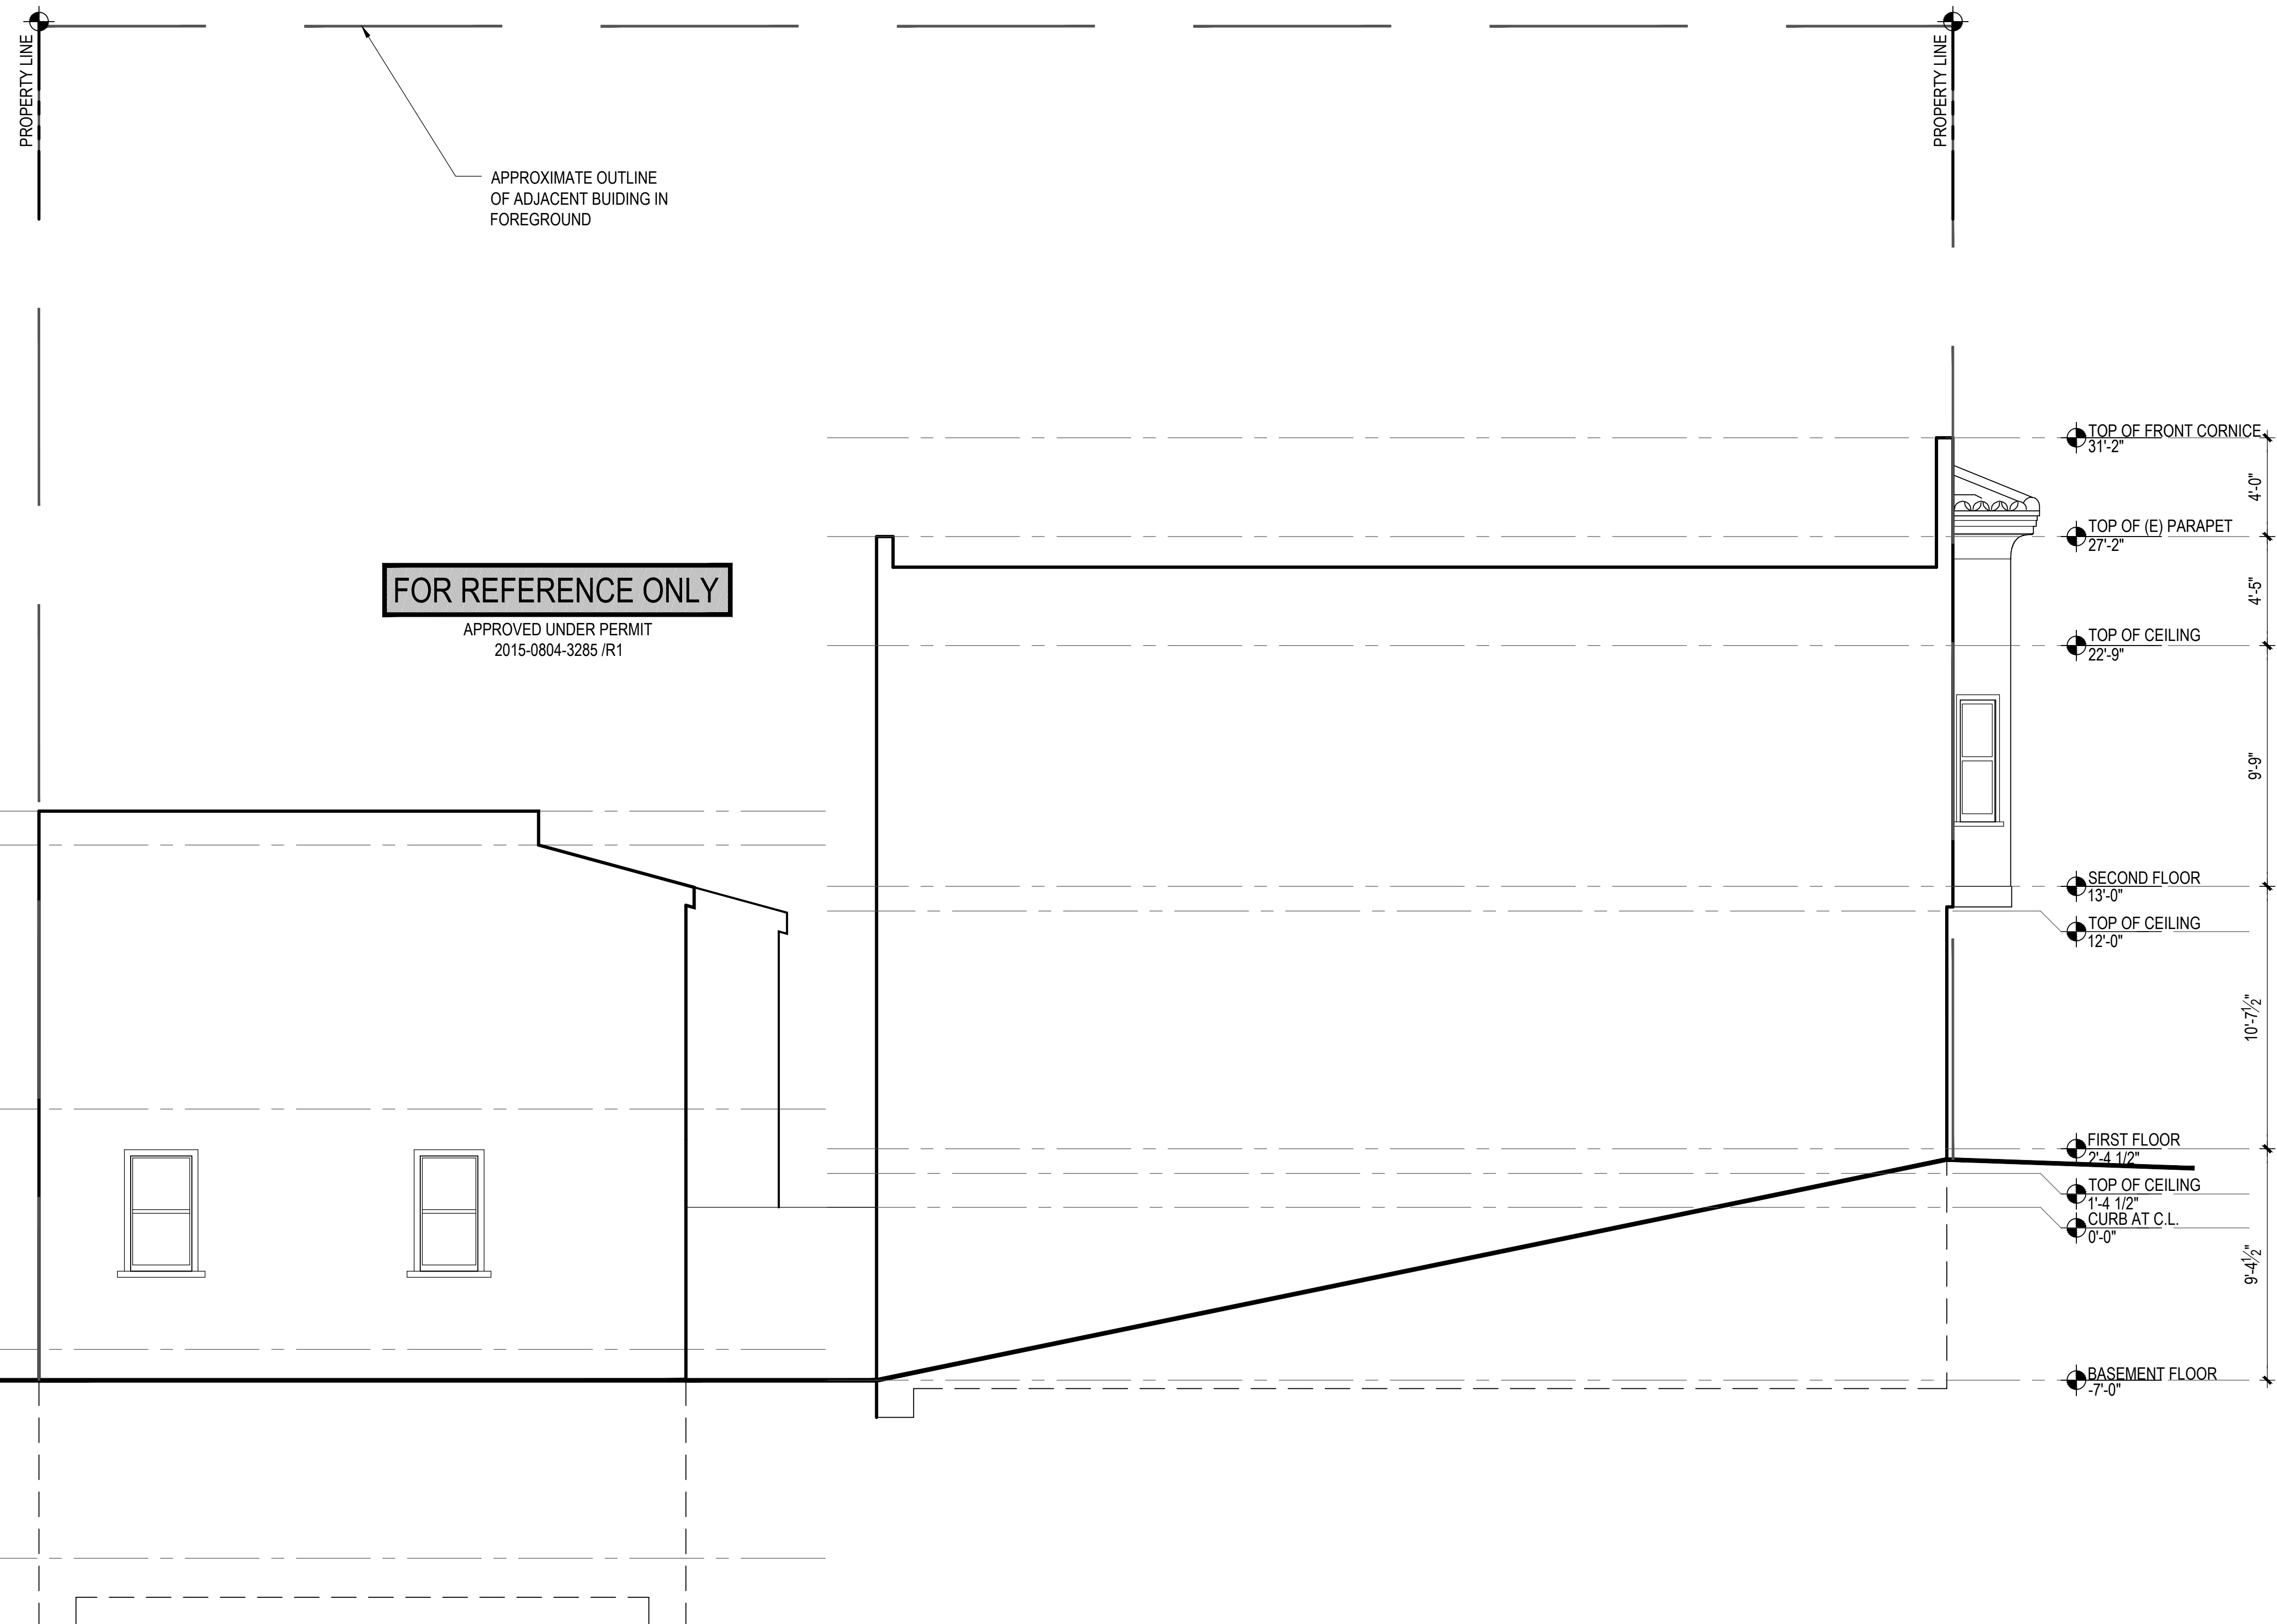 PROPERTY LINE
PROPERTY LINE
APPROXIMATE OUTLINE
OF ADJACENT BUIDING IN
FOREGROUND
FOR REFERENCE ONLY
APPROVED UNDER PERMIT
2015-0804-3285 /R1
TOP OF FRONT CORNICE
31'-2"
4'-0"
TOP OF (E) PARAPET
27'-2"
4'-5"
TOP OF CEILING
22'-9"
9'-9"
SECOND FLOOR
13'-0"
TOP OF CEILING
12'-0"
10'-7½"
FIRST FLOOR
2'-4 1/2"
TOP OF CEILING
1'-4 1/2"
CURB AT C.L.
0'-0"
9'-4½"
BASEMENT FLOOR
-7'-0"